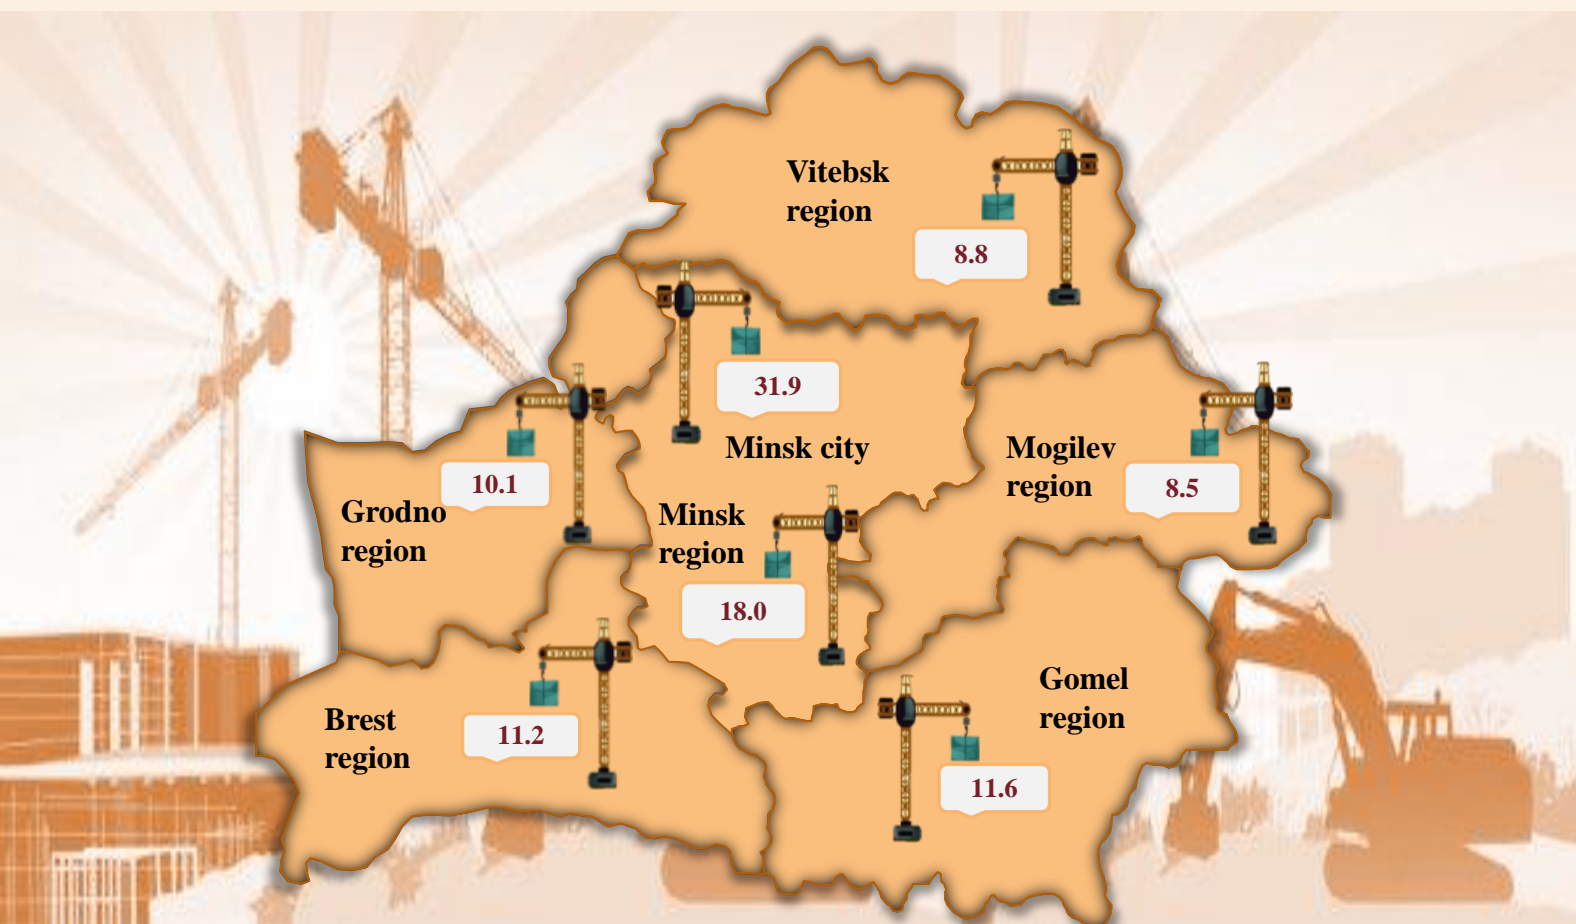 Vitebsk
region
8.8
31.9
Minsk city
Mogilev
region
8.5
10.1
Grodno
region
Minsk
region
18.0
Gomel
region
11.6
Brest
region
11.2